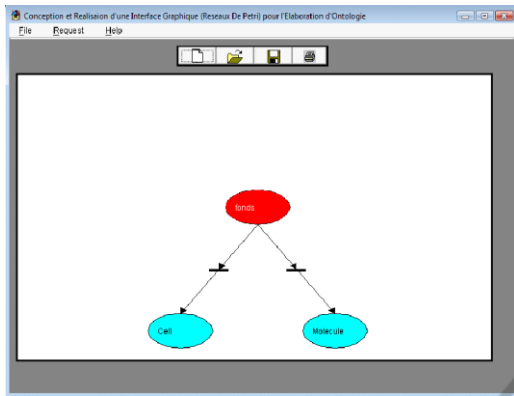 Conception et Realisaion d'une Interface Graphique (Reseaux De Petri) pour l'Elaboration d'Ontologie
File Request Help
fonds
Cell Molecule